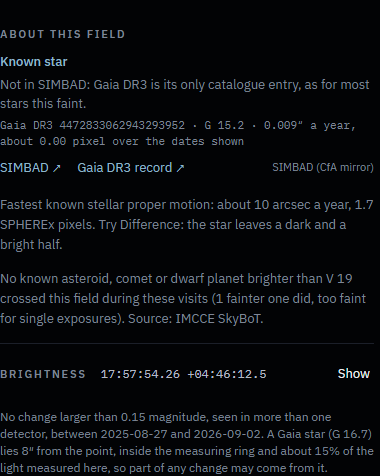 ABOUT THIS FIELD
Known star
Not in SIMBAD: Gaia DR3 is its only catalogue entry, as for most
stars this faint.
Gaia DR3 4472833062943293952 · G 15.2 · 0.009″ a year,
about 0.00 pixel over the dates shown
SIMBAD ↗ Gaia DR3 record ↗ SIMBAD (CfA mirror)
Fastest known stellar proper motion: about 10 arcsec a year, 1.7
SPHEREx pixels. Try Difference: the star leaves a dark and a
bright half.
No known asteroid, comet or dwarf planet brighter than V 19
crossed this field during these visits (1 fainter one did, too faint
for single exposures). Source: IMCCE SkyBoT.
BRIGHTNESS 17:57:54.26 +04:46:12.5 Show
No change larger than 0.15 magnitude, seen in more than one
detector, between 2025-08-27 and 2026-09-02. A Gaia star (G 16.7)
lies 8″ from the point, inside the measuring ring and about 15% of the
light measured here, so part of any change may come from it.